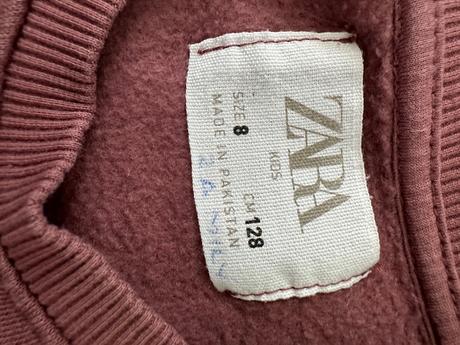 ZARA
KIDS
SIZE 8 CM 128
MADE IN PAKISTAN